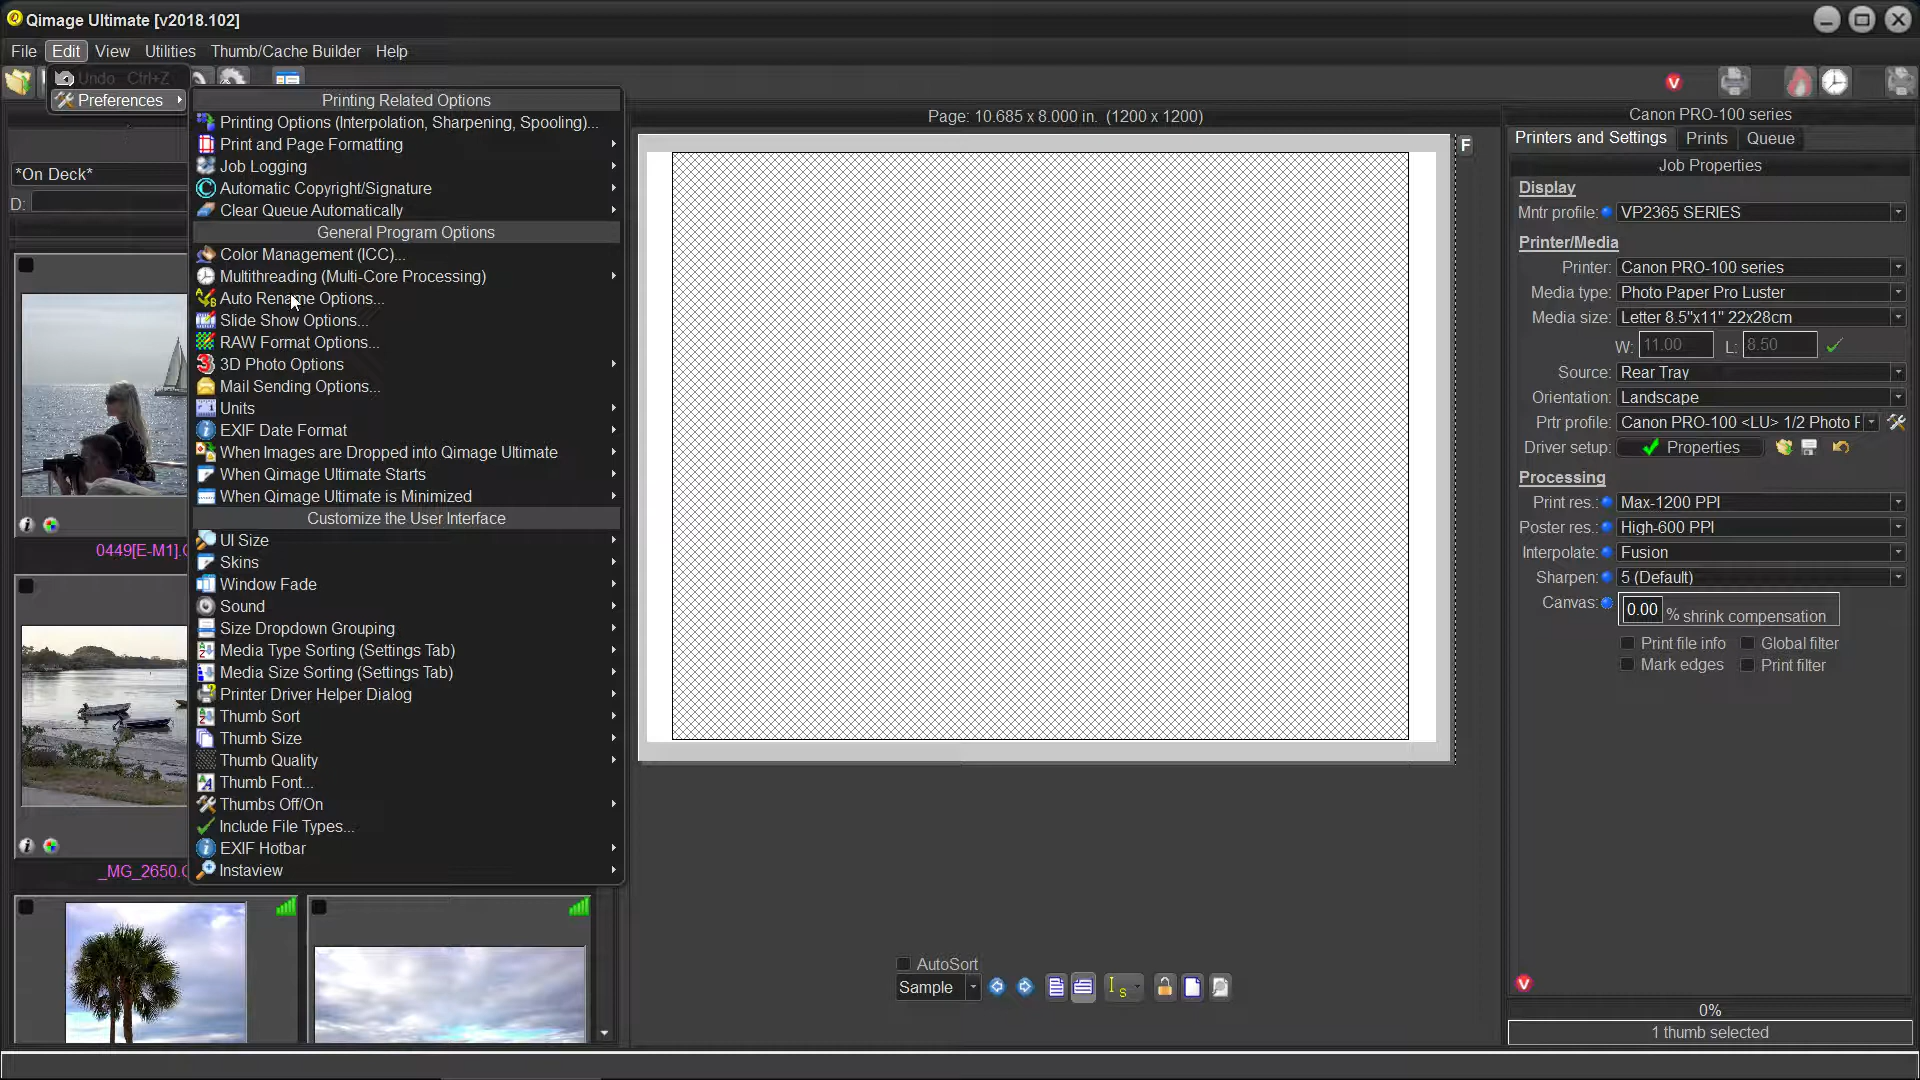 Qimage Ultimate [v2018.102]
File Edit View Utilities Thumb/Cache Builder Help
Undo Ctrl+Z
Preferences
Printing Related Options
Printing Options (Interpolation, Sharpening, Spooling)...
Print and Page Formatting
Job Logging
Automatic Copyright/Signature
Clear Queue Automatically
General Program Options
Color Management (ICC)...
Multithreading (Multi-Core Processing)
Auto Rename Options...
Slide Show Options...
RAW Format Options...
3D Photo Options
Mail Sending Options...
Units
EXIF Date Format
When Images are Dropped into Qimage Ultimate
When Qimage Ultimate Starts
When Qimage Ultimate is Minimized
Customize the User Interface
UI Size
Skins
Window Fade
Sound
Size Dropdown Grouping
Media Type Sorting (Settings Tab)
Media Size Sorting (Settings Tab)
Printer Driver Helper Dialog
Thumb Sort
Thumb Size
Thumb Quality
Thumb Font...
Thumbs Off/On
Include File Types...
EXIF Hotbar
Instaview
*On Deck*
D:
0449[E-M1].
_MG_2650.
Page: 10.685 x 8.000 in. (1200 x 1200)
F
AutoSort
Sample
Canon PRO-100 series
Printers and Settings Prints Queue
Job Properties
Display
Mntr profile: VP2365 SERIES
Printer/Media
Printer: Canon PRO-100 series
Media type: Photo Paper Pro Luster
Media size: Letter 8.5"x11" 22x28cm
W: 11.00 L: 8.50
Source: Rear Tray
Orientation: Landscape
Prtr profile: Canon PRO-100 <LU> 1/2 Photo F
Driver setup: Properties
Processing
Print res.: Max-1200 PPI
Poster res.: High-600 PPI
Interpolate: Fusion
Sharpen: 5 (Default)
Canvas: 0.00 % shrink compensation
Print file info Global filter
Mark edges Print filter
0%
1 thumb selected